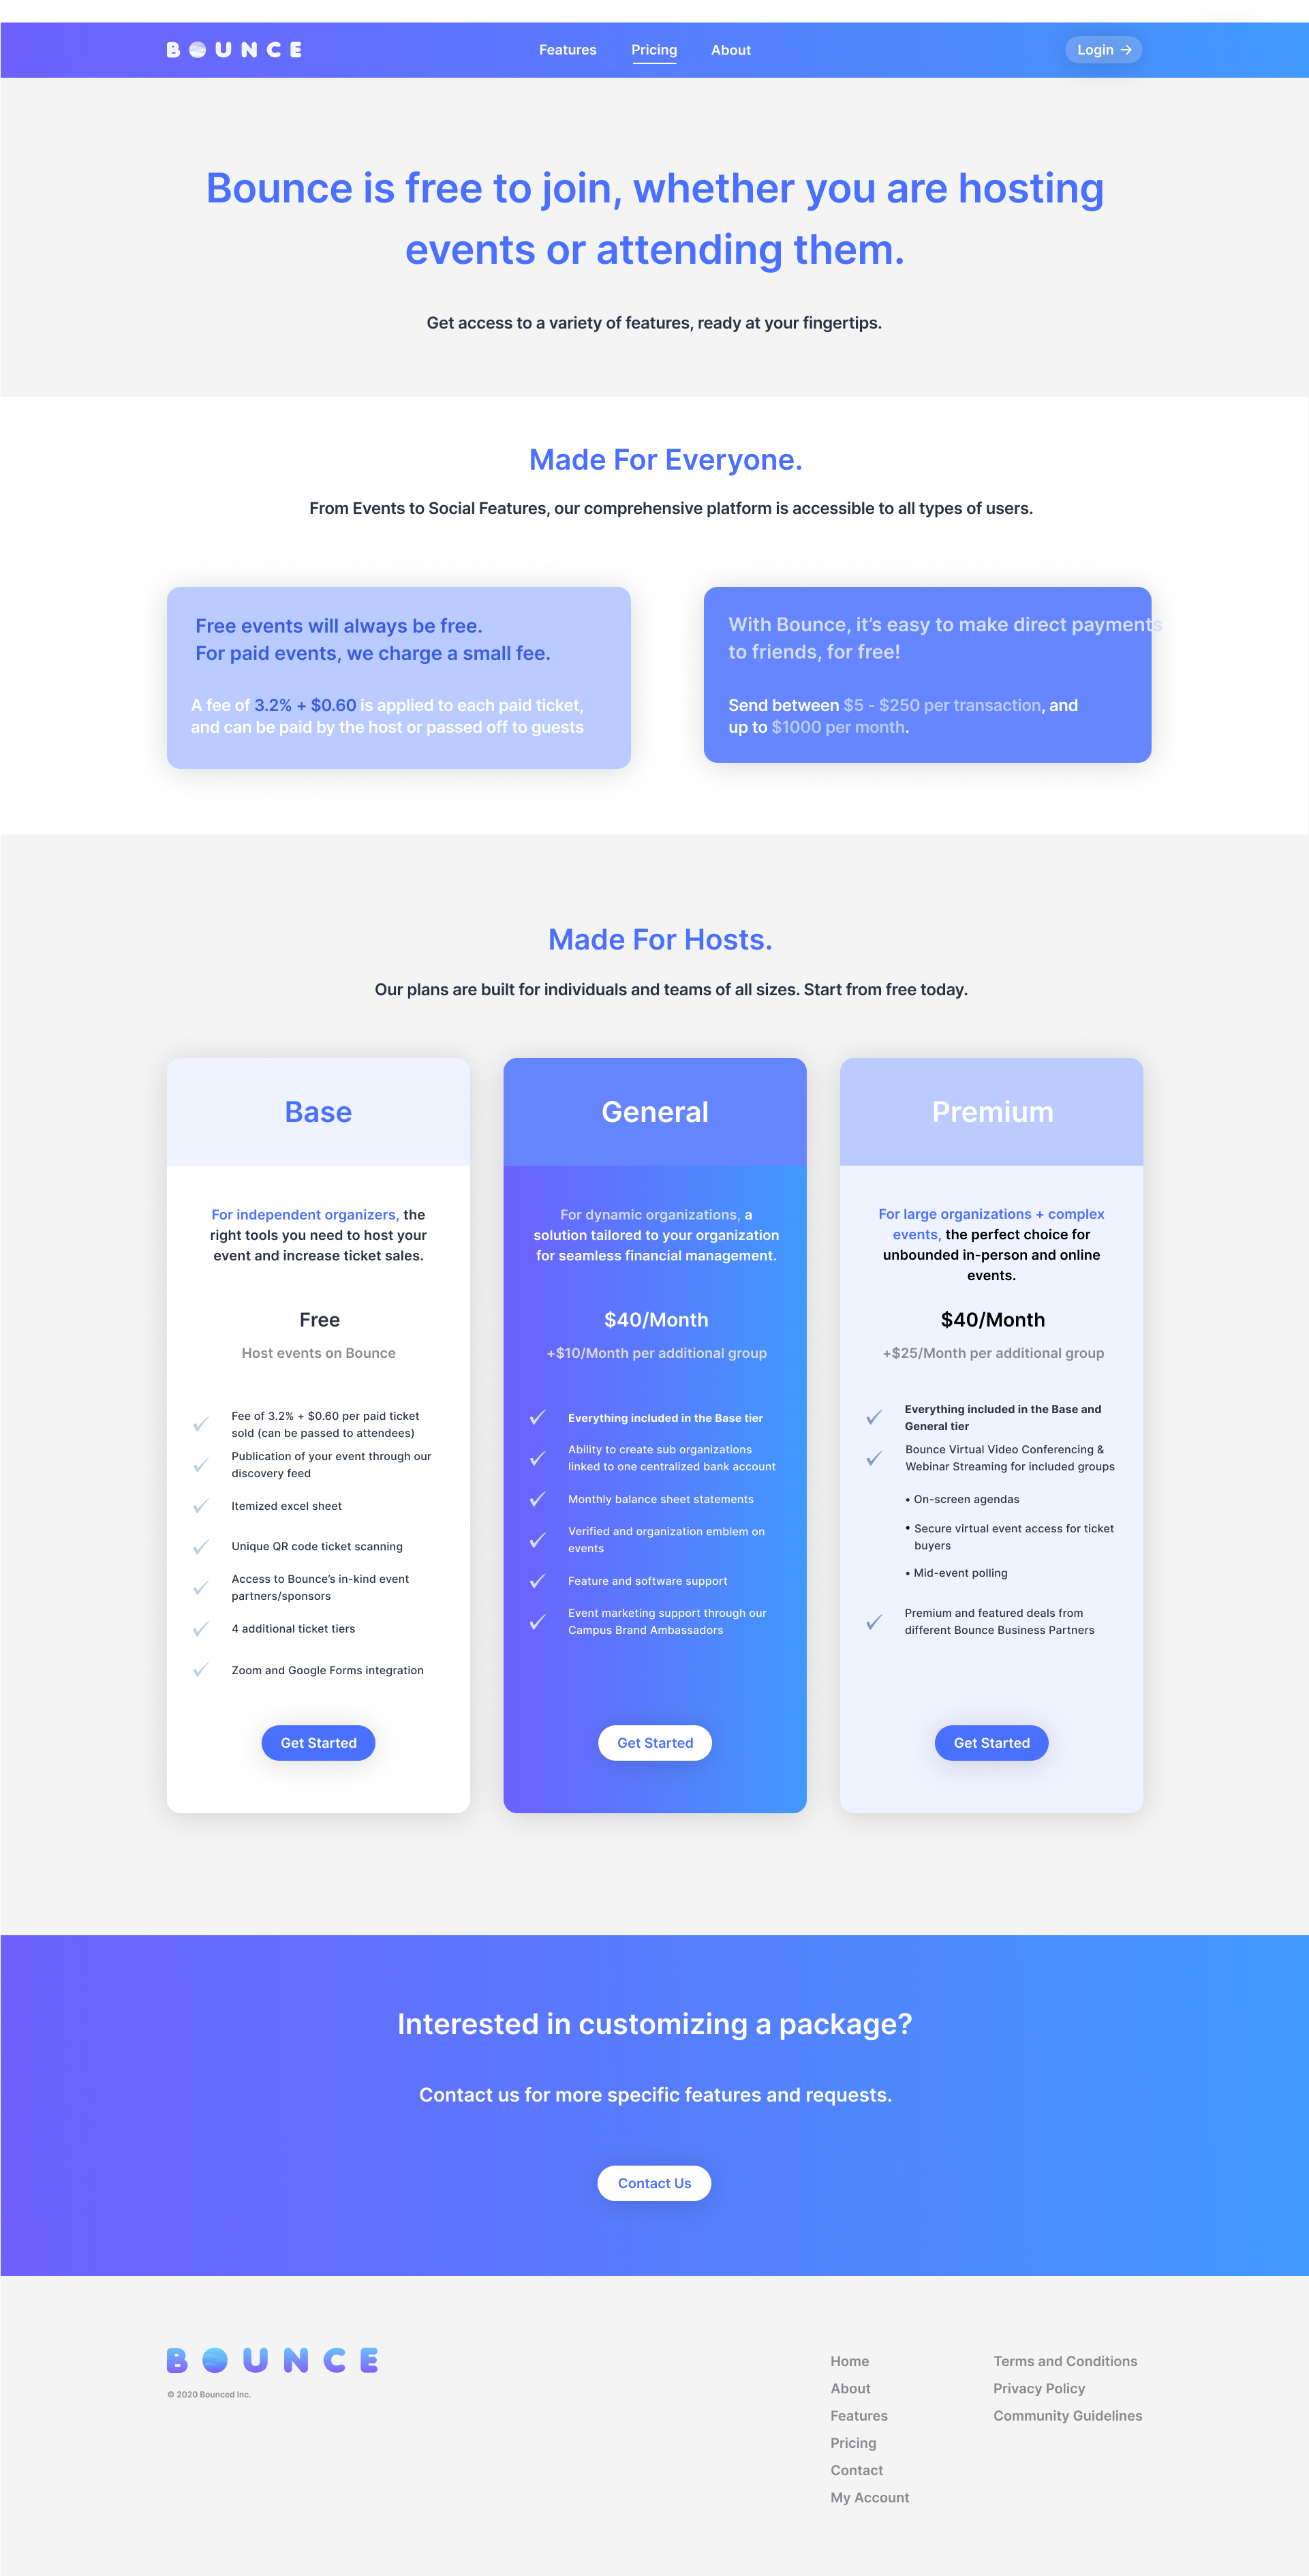 BOUNCE
Features
Pricing
About
Login →
Bounce is free to join, whether you are hosting
events or attending them.
Get access to a variety of features, ready at your fingertips.
Made For Everyone.
From Events to Social Features, our comprehensive platform is accessible to all types of users.
Free events will always be free.
For paid events, we charge a small fee.
A fee of 3.2% + $0.60 is applied to each paid ticket,
and can be paid by the host or passed off to guests
With Bounce, it’s easy to make direct payments
to friends, for free!
Send between $5 - $250 per transaction, and
up to $1000 per month.
Made For Hosts.
Our plans are built for individuals and teams of all sizes. Start from free today.
Base
For independent organizers, the
right tools you need to host your
event and increase ticket sales.
Free
Host events on Bounce
Fee of 3.2% + $0.60 per paid ticket
sold (can be passed to attendees)
Publication of your event through our
discovery feed
Itemized excel sheet
Unique QR code ticket scanning
Access to Bounce’s in-kind event
partners/sponsors
4 additional ticket tiers
Zoom and Google Forms integration
Get Started
General
For dynamic organizations, a
solution tailored to your organization
for seamless financial management.
$40/Month
+$10/Month per additional group
Everything included in the Base tier
Ability to create sub organizations
linked to one centralized bank account
Monthly balance sheet statements
Verified and organization emblem on
events
Feature and software support
Event marketing support through our
Campus Brand Ambassadors
Get Started
Premium
For large organizations + complex
events, the perfect choice for
unbounded in-person and online
events.
$40/Month
+$25/Month per additional group
Everything included in the Base and
General tier
Bounce Virtual Video Conferencing &
Webinar Streaming for included groups
• On-screen agendas
• Secure virtual event access for ticket
buyers
• Mid-event polling
Premium and featured deals from
different Bounce Business Partners
Get Started
Interested in customizing a package?
Contact us for more specific features and requests.
Contact Us
BOUNCE
© 2020 Bounced Inc.
Home
About
Features
Pricing
Contact
My Account
Terms and Conditions
Privacy Policy
Community Guidelines